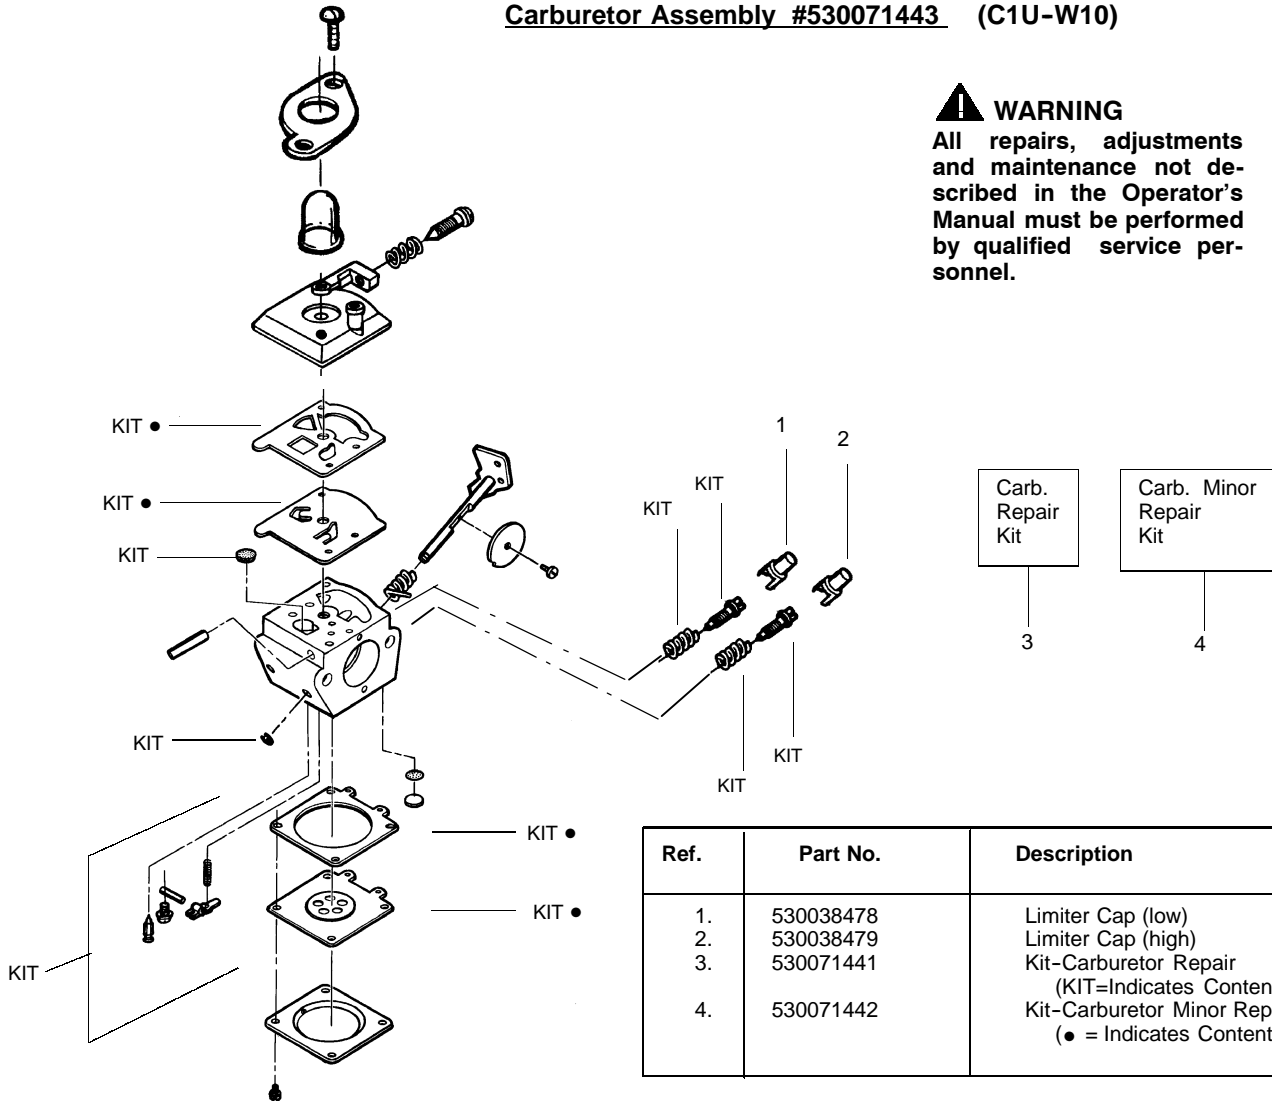 Carburetor Assembly #530071443 (C1U-W10)
WARNING
All repairs, adjustments
and maintenance not de-
scribed in the Operator's
Manual must be performed
by qualified service per-
sonnel.
KIT ●
KIT ●
KIT
KIT
KIT
1
2
Carb.
Repair
Kit
Carb. Minor
Repair
Kit
3
4
KIT
KIT
KIT
KIT ●
KIT ●
KIT
Ref. Part No. Description
1. 530038478 Limiter Cap (low)
2. 530038479 Limiter Cap (high)
3. 530071441 Kit-Carburetor Repair
(KIT=Indicates Conten
4. 530071442 Kit-Carburetor Minor Rep
(● = Indicates Content